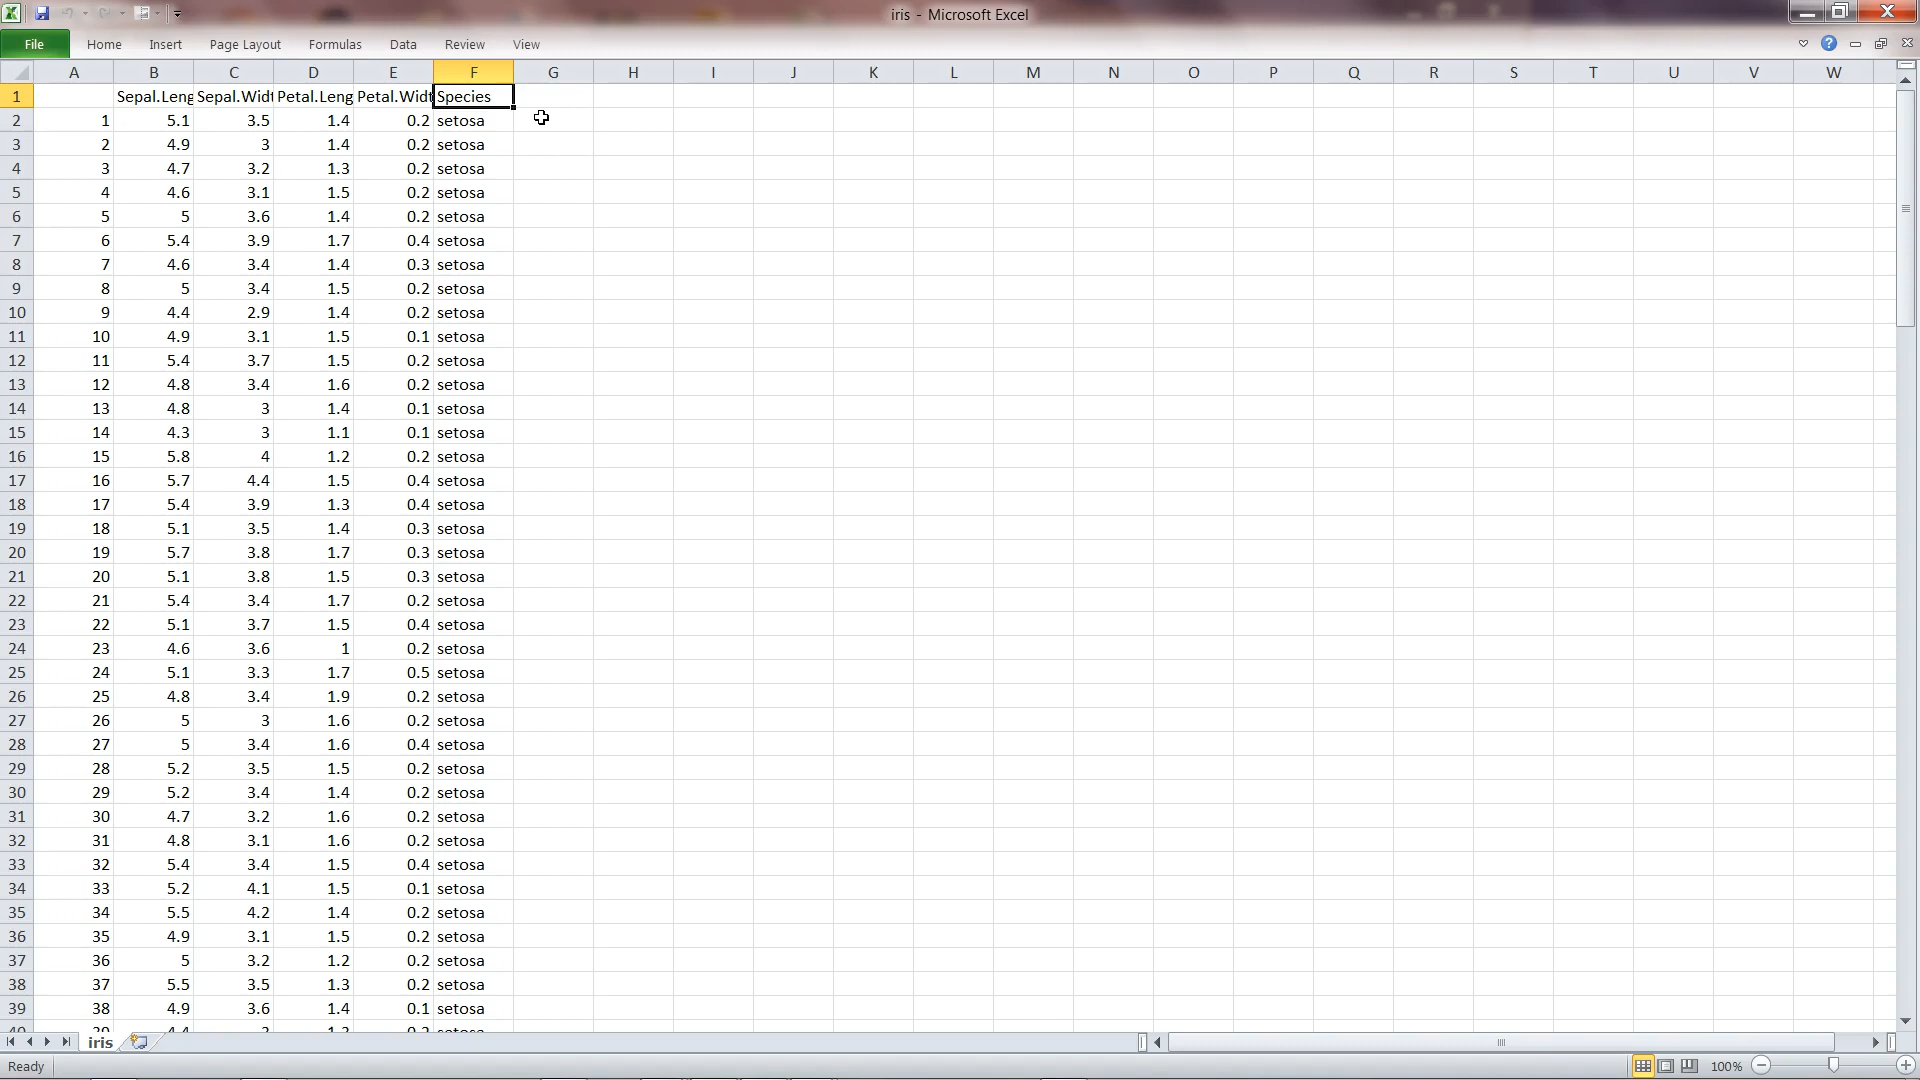 iris - Microsoft Excel
File Home Insert Page Layout Formulas Data Review View
A B C D E F G H I J K L M N O P Q R S T U V W
1 Sepal.Leng Sepal.Widt Petal.Leng Petal.Widt Species
2 1 5.1 3.5 1.4 0.2 setosa
3 2 4.9 3 1.4 0.2 setosa
4 3 4.7 3.2 1.3 0.2 setosa
5 4 4.6 3.1 1.5 0.2 setosa
6 5 5 3.6 1.4 0.2 setosa
7 6 5.4 3.9 1.7 0.4 setosa
8 7 4.6 3.4 1.4 0.3 setosa
9 8 5 3.4 1.5 0.2 setosa
10 9 4.4 2.9 1.4 0.2 setosa
11 10 4.9 3.1 1.5 0.1 setosa
12 11 5.4 3.7 1.5 0.2 setosa
13 12 4.8 3.4 1.6 0.2 setosa
14 13 4.8 3 1.4 0.1 setosa
15 14 4.3 3 1.1 0.1 setosa
16 15 5.8 4 1.2 0.2 setosa
17 16 5.7 4.4 1.5 0.4 setosa
18 17 5.4 3.9 1.3 0.4 setosa
19 18 5.1 3.5 1.4 0.3 setosa
20 19 5.7 3.8 1.7 0.3 setosa
21 20 5.1 3.8 1.5 0.3 setosa
22 21 5.4 3.4 1.7 0.2 setosa
23 22 5.1 3.7 1.5 0.4 setosa
24 23 4.6 3.6 1 0.2 setosa
25 24 5.1 3.3 1.7 0.5 setosa
26 25 4.8 3.4 1.9 0.2 setosa
27 26 5 3 1.6 0.2 setosa
28 27 5 3.4 1.6 0.4 setosa
29 28 5.2 3.5 1.5 0.2 setosa
30 29 5.2 3.4 1.4 0.2 setosa
31 30 4.7 3.2 1.6 0.2 setosa
32 31 4.8 3.1 1.6 0.2 setosa
33 32 5.4 3.4 1.5 0.4 setosa
34 33 5.2 4.1 1.5 0.1 setosa
35 34 5.5 4.2 1.4 0.2 setosa
36 35 4.9 3.1 1.5 0.2 setosa
37 36 5 3.2 1.2 0.2 setosa
38 37 5.5 3.5 1.3 0.2 setosa
39 38 4.9 3.6 1.4 0.1 setosa
iris
Ready 100%